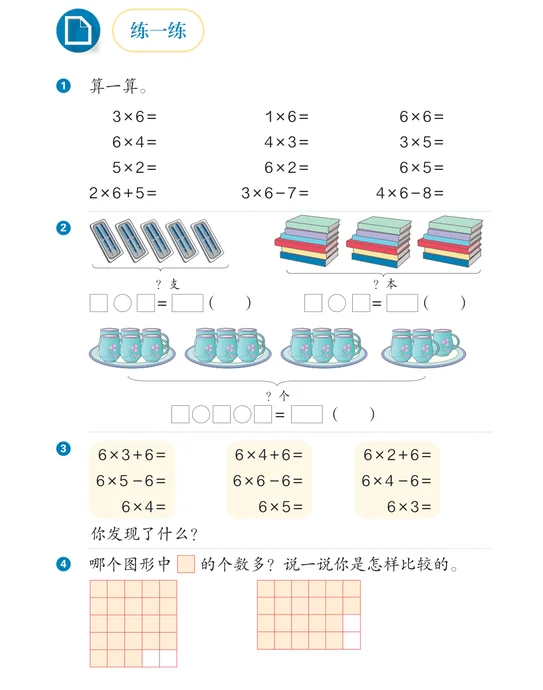 练一练
1 算一算。
3×6= 1×6= 6×6=
6×4= 4×3= 3×5=
5×2= 6×2= 6×5=
2×6+5= 3×6-7= 4×6-8=
2
?支 ?本
□○□=□( ) □○□=□( )
?个
□○□○□=□( )
3
6×3+6= 6×4+6= 6×2+6=
6×5-6= 6×6-6= 6×4-6=
6×4= 6×5= 6×3=
你发现了什么?
4 哪个图形中□的个数多?说一说你是怎样比较的。